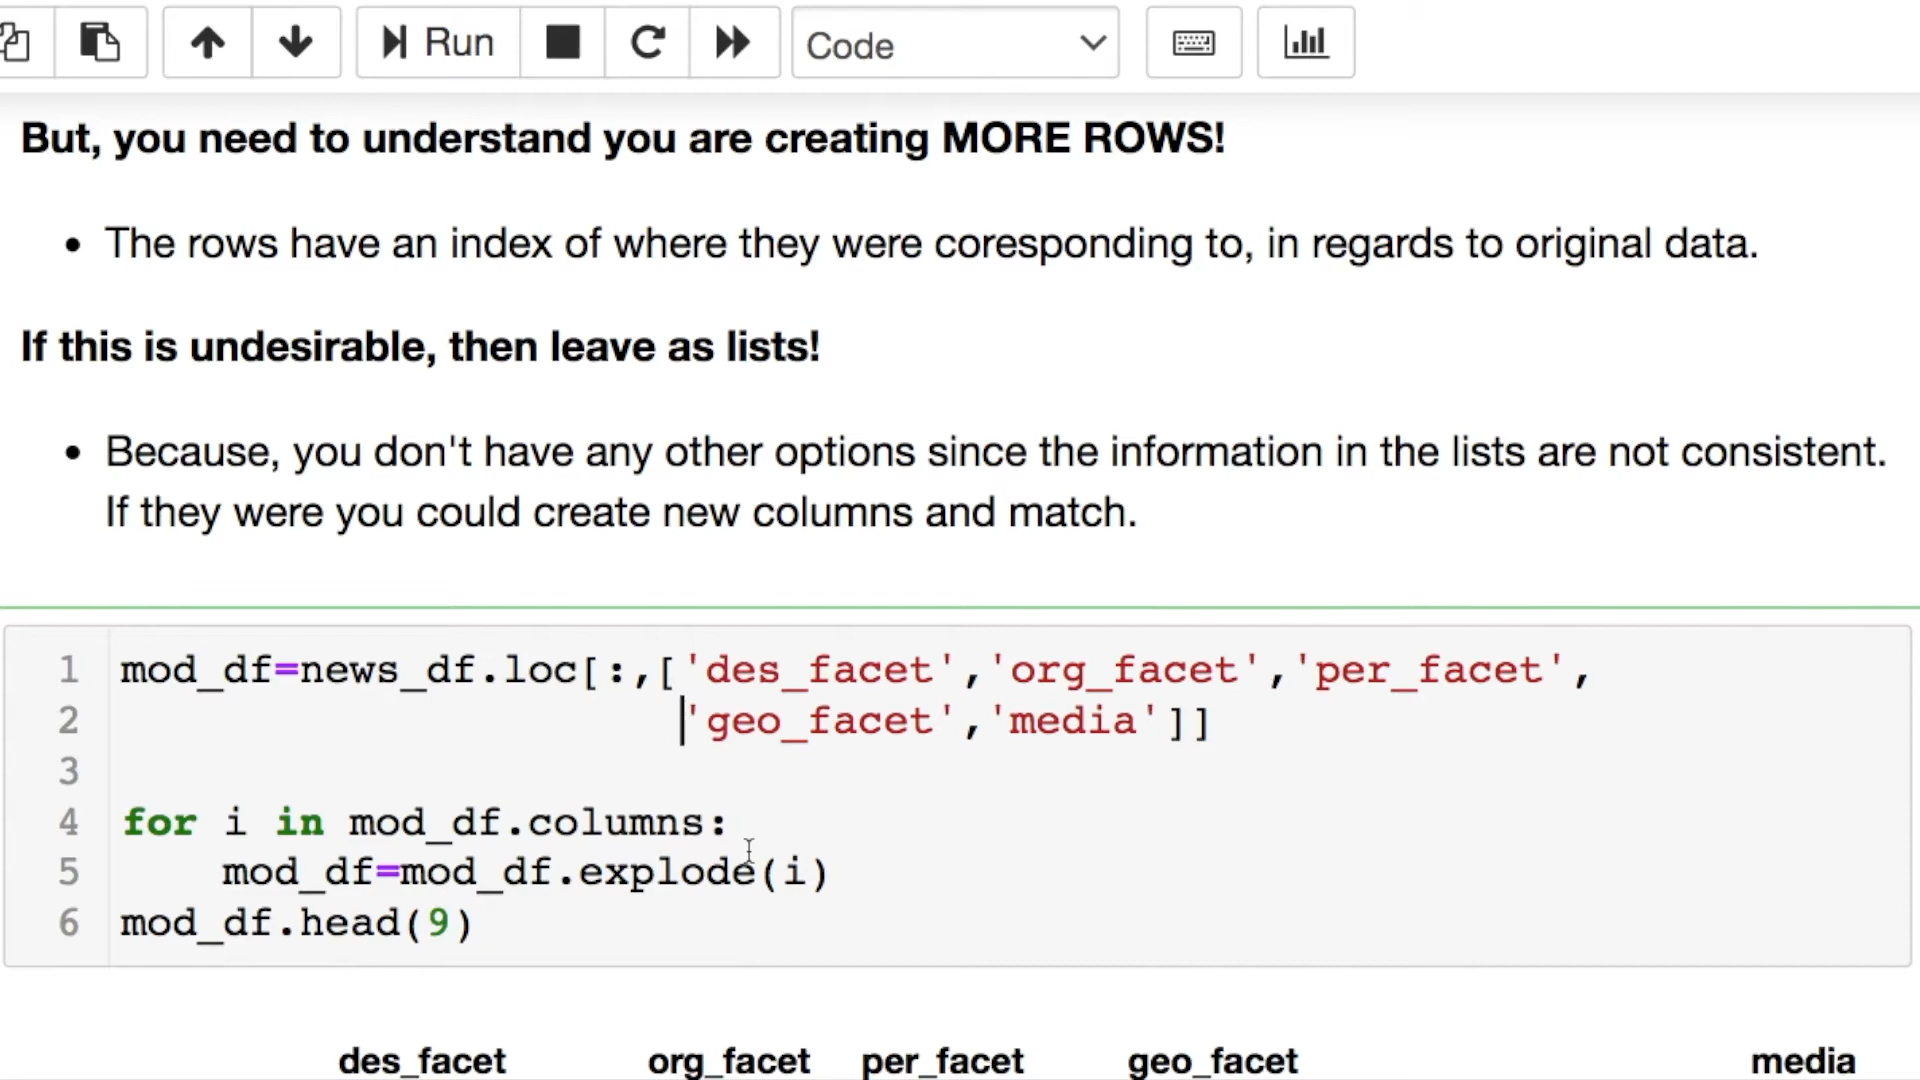 Run
Code
But, you need to understand you are creating MORE ROWS!
• The rows have an index of where they were coresponding to, in regards to original data.
If this is undesirable, then leave as lists!
• Because, you don't have any other options since the information in the lists are not consistent.
If they were you could create new columns and match.
1 mod_df=news_df.loc[:,['des_facet','org_facet','per_facet',
2 'geo_facet','media']]
3
4 for i in mod_df.columns:
5 mod_df=mod_df.explode(i)
6 mod_df.head(9)
des_facet org_facet per_facet geo_facet media